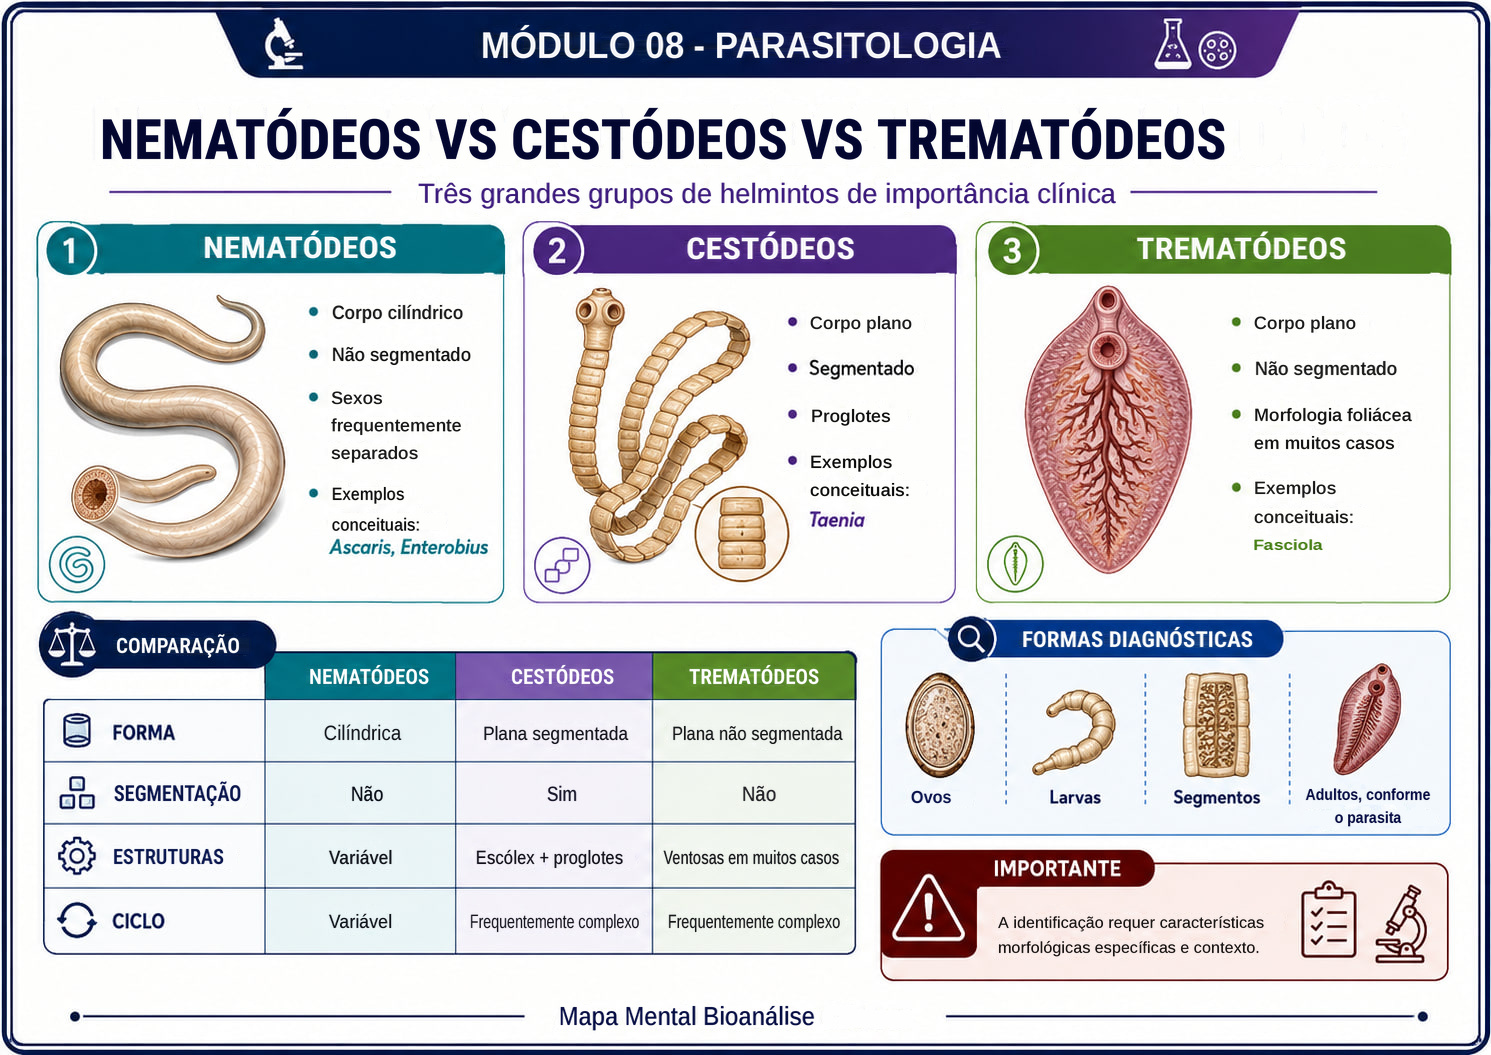 MÓDULO 08 - PARASITOLOGIA
NEMATÓDEOS VS CESTÓDEOS VS TREMATÓDEOS
Três grandes grupos de helmintos de importância clínica
1
NEMATÓDEOS
Corpo cilíndrico
Não segmentado
Sexos
frequentemente
separados
Exemplos
conceituais:
Ascaris, Enterobius
2
CESTÓDEOS
Corpo plano
Segmentado
Proglotes
Exemplos
conceituais:
Taenia
3
TREMATÓDEOS
Corpo plano
Não segmentado
Morfologia foliácea
em muitos casos
Exemplos
conceituais:
Fasciola
COMPARAÇÃO
NEMATÓDEOS CESTÓDEOS TREMATÓDEOS
FORMA Cilíndrica Plana segmentada Plana não segmentada
SEGMENTAÇÃO Não Sim Não
ESTRUTURAS Variável Escólex + proglotes Ventosas em muitos casos
CICLO Variável Frequentemente complexo Frequentemente complexo
FORMAS DIAGNÓSTICAS
Ovos
Larvas
Segmentos
Adultos, conforme
o parasita
IMPORTANTE
A identificação requer características
morfológicas específicas e contexto.
Mapa Mental Bioanálise